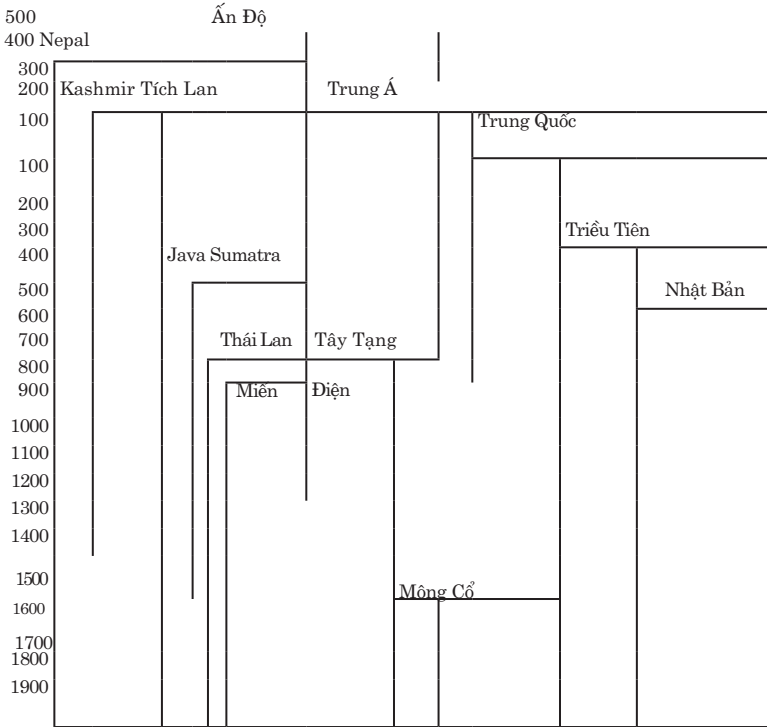 500 Ấn Độ
400 Nepal
300
200 Kashmir Tích Lan Trung Á
100 Trung Quốc
100
200
300 Triều Tiên
400 Java Sumatra
500 Nhật Bản
600
700 Thái Lan Tây Tạng
800
900 Miến Điện
1000
1100
1200
1300
1400
1500 Mông Cổ
1600
1700
1800
1900